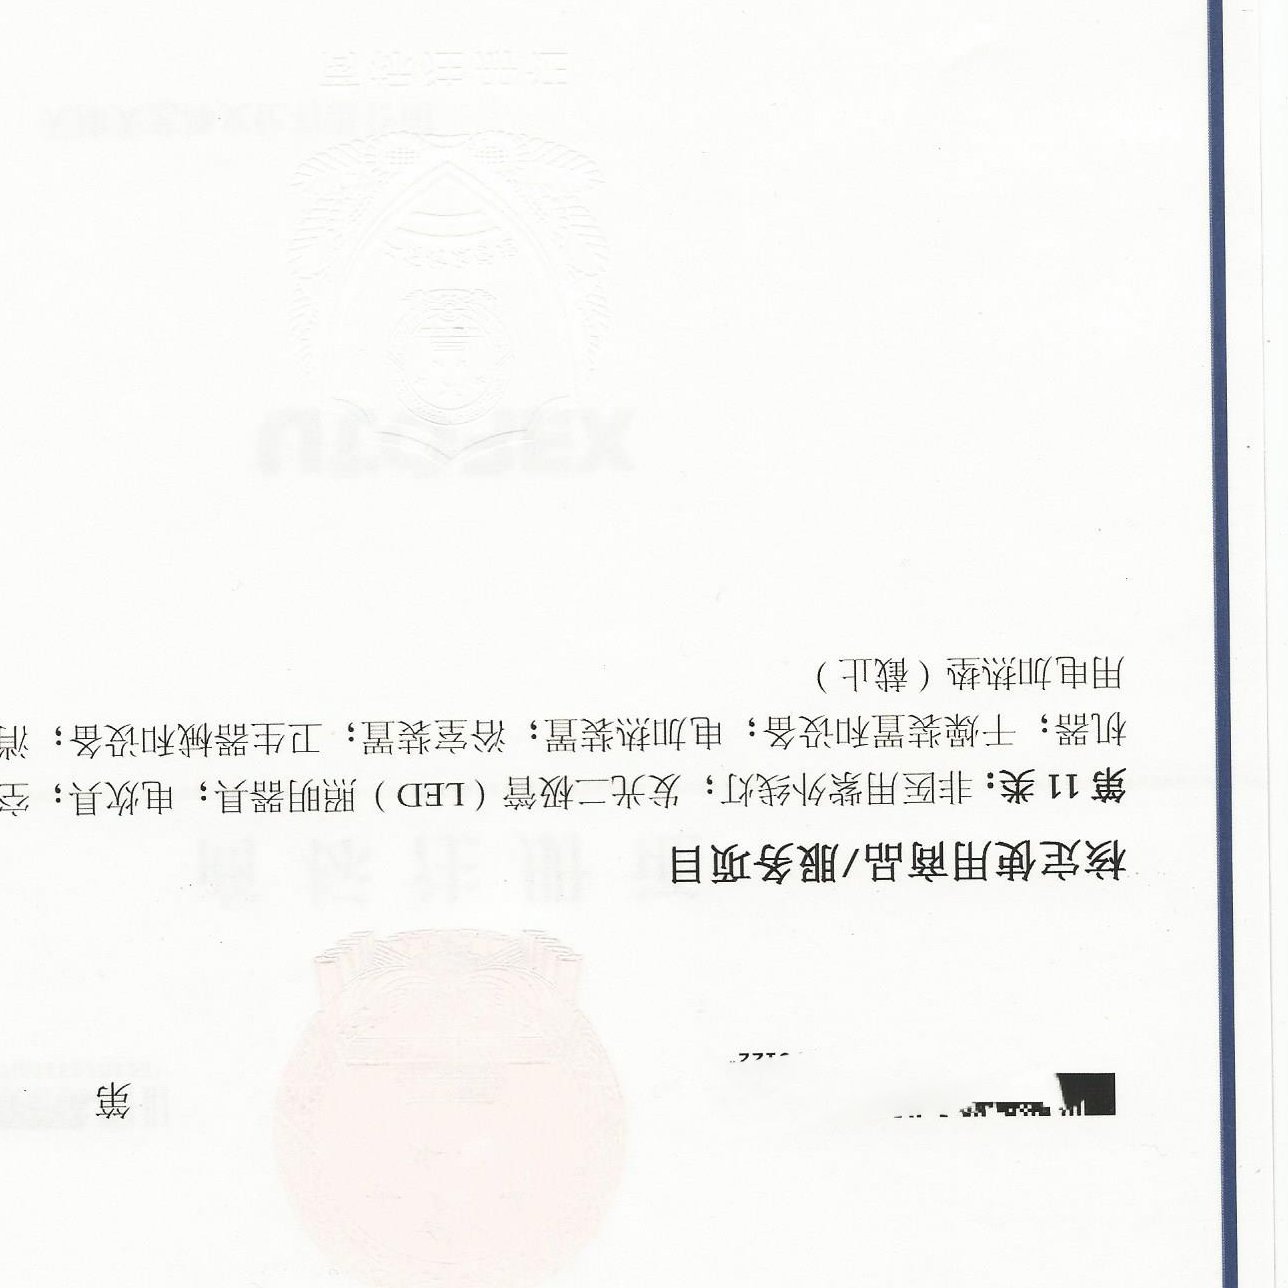 第
核定使用商品/服务项目
第 11 类：非医用紫外线灯；发光二极管（LED）照明器具；电炊具；空
机器；干燥装置和设备；电加热装置；浴室装置；卫生器械和设备；消
用电加热垫（截止）